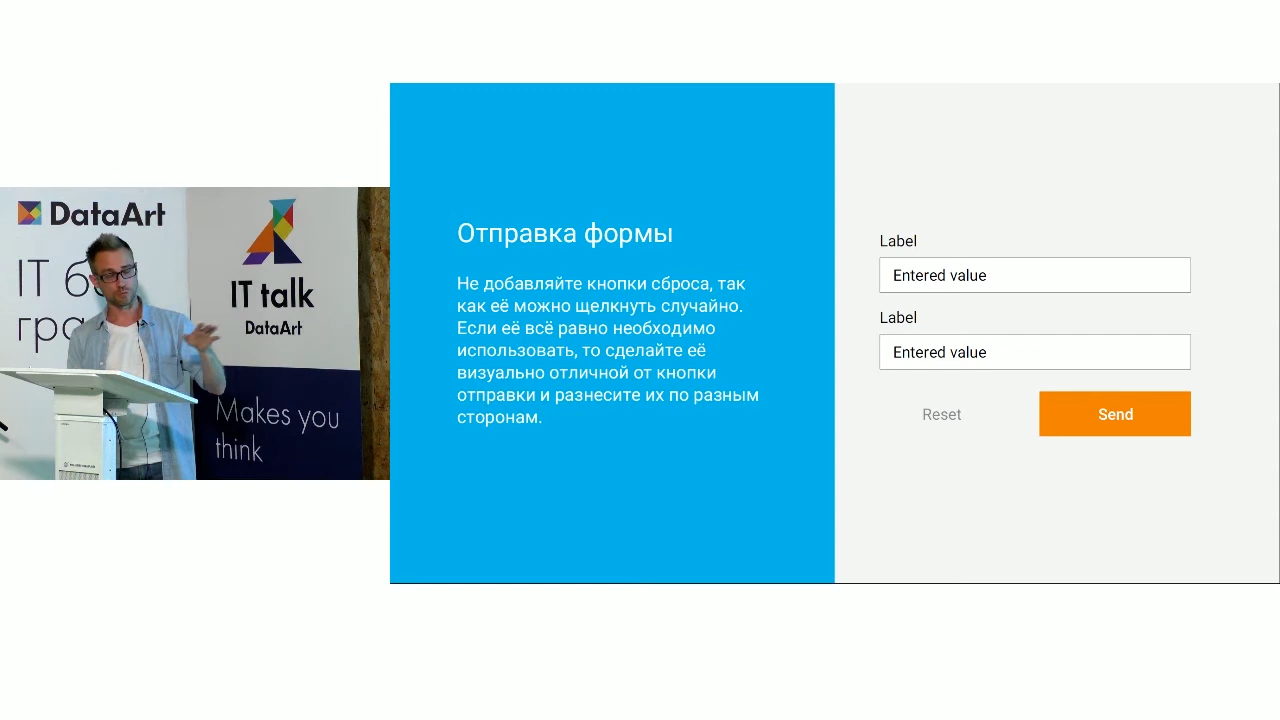 DataArt
IT
гра
IT talk
DataArt
Makes you
think
Отправка формы
Не добавляйте кнопки сброса, так
как её можно щелкнуть случайно.
Если её всё равно необходимо
использовать, то сделайте её
визуально отличной от кнопки
отправки и разнесите их по разным
сторонам.
Label
Entered value
Label
Entered value
Reset
Send